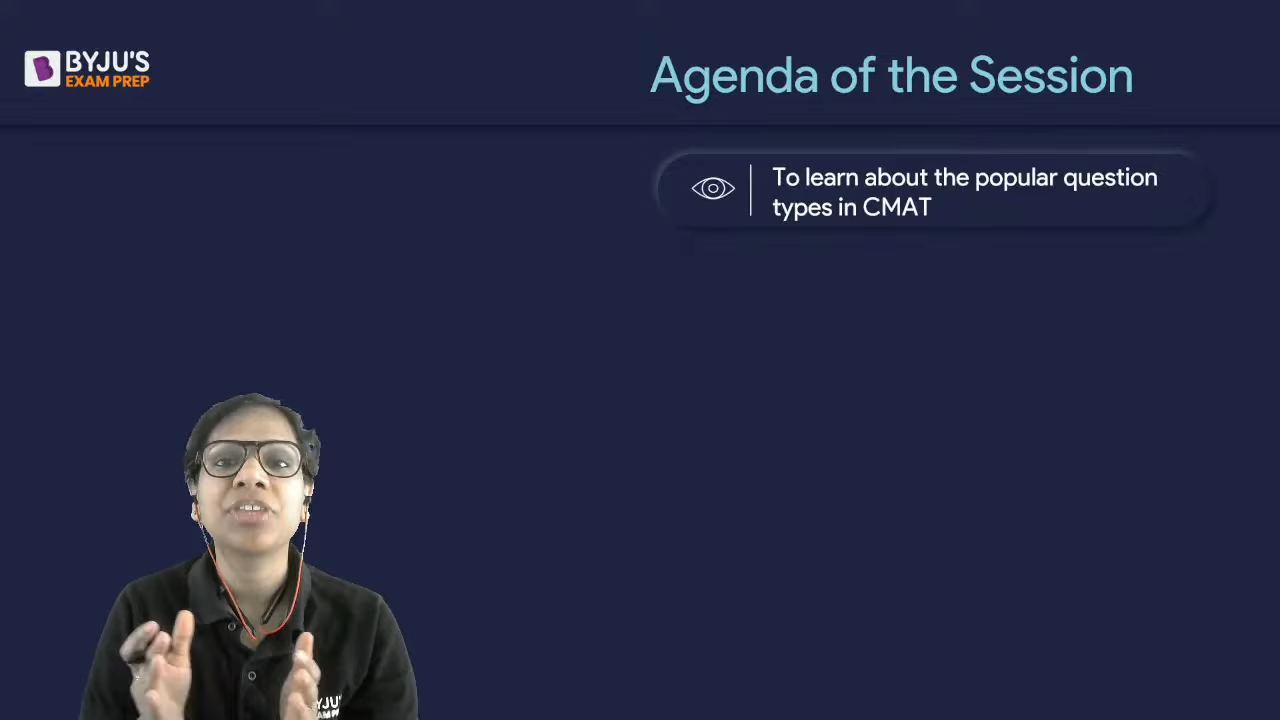 BYJU'S
EXAM PREP
Agenda of the Session
To learn about the popular question
types in CMAT